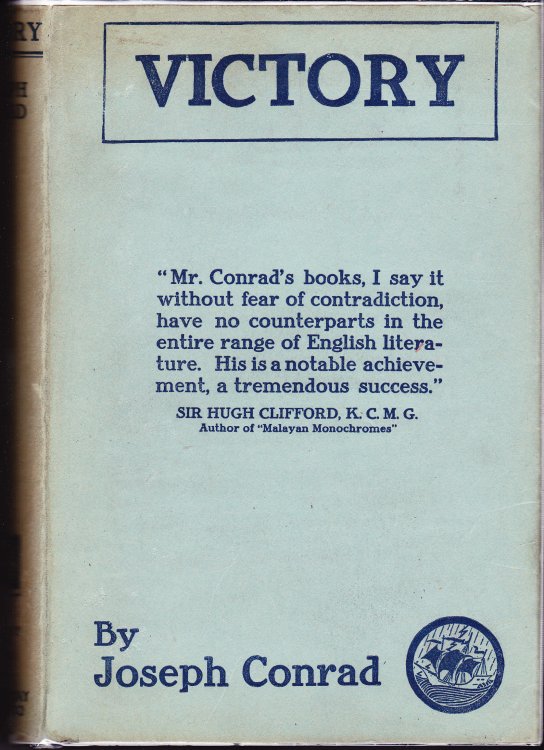 VICTORY
"Mr. Conrad's books, I say it
without fear of contradiction,
have no counterparts in the
entire range of English litera-
ture. His is a notable achieve-
ment, a tremendous success."
SIR HUGH CLIFFORD, K. C. M. G.
Author of "Malayan Monochromes"
By
Joseph Conrad